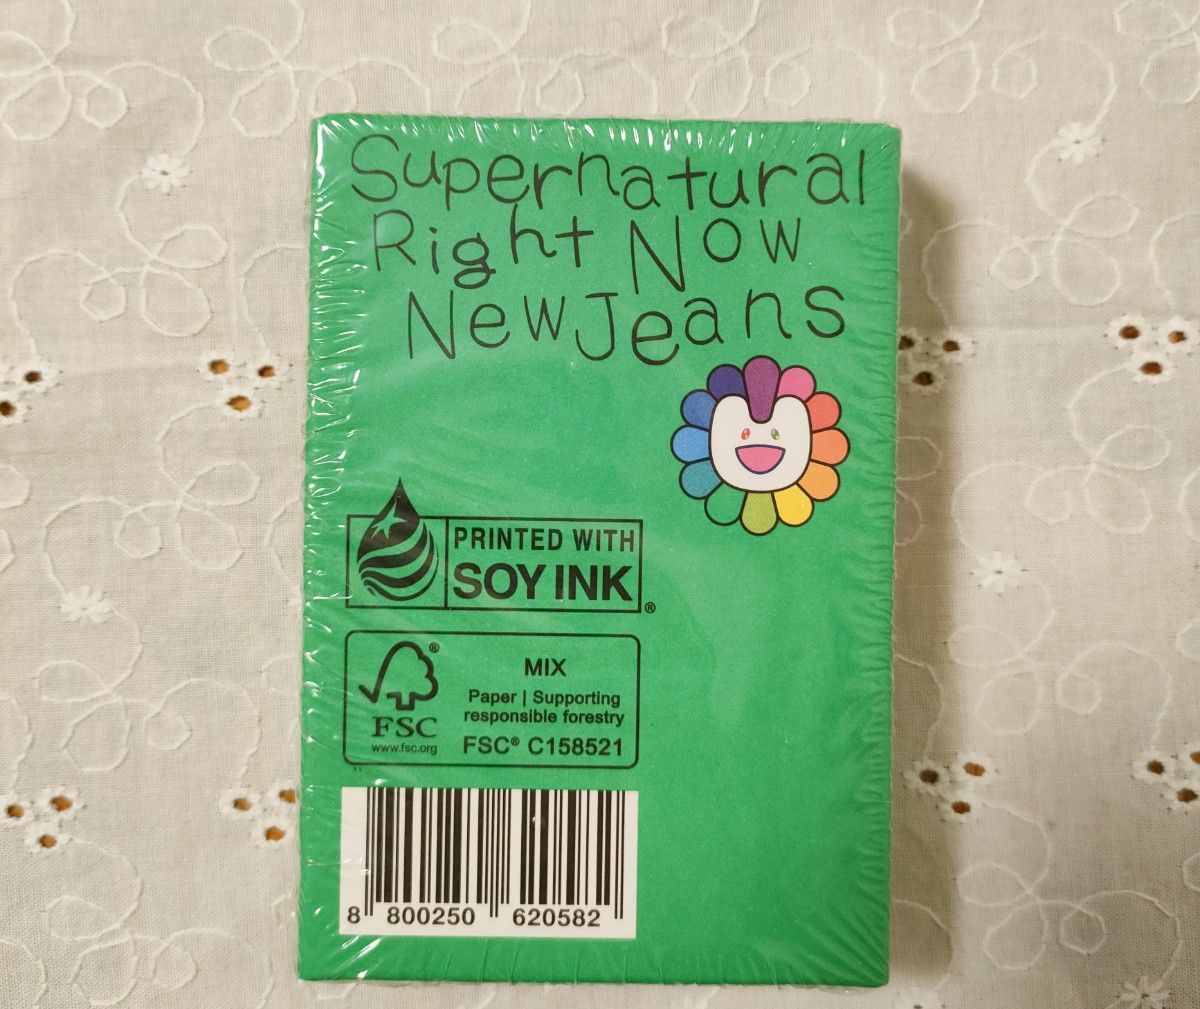 Supernatural
Right Now
NewJeans
PRINTED WITH
SOY INK
®
®
FSC
www.fsc.org
MIX
Paper | Supporting
responsible forestry
FSC® C158521
8 800250 620582